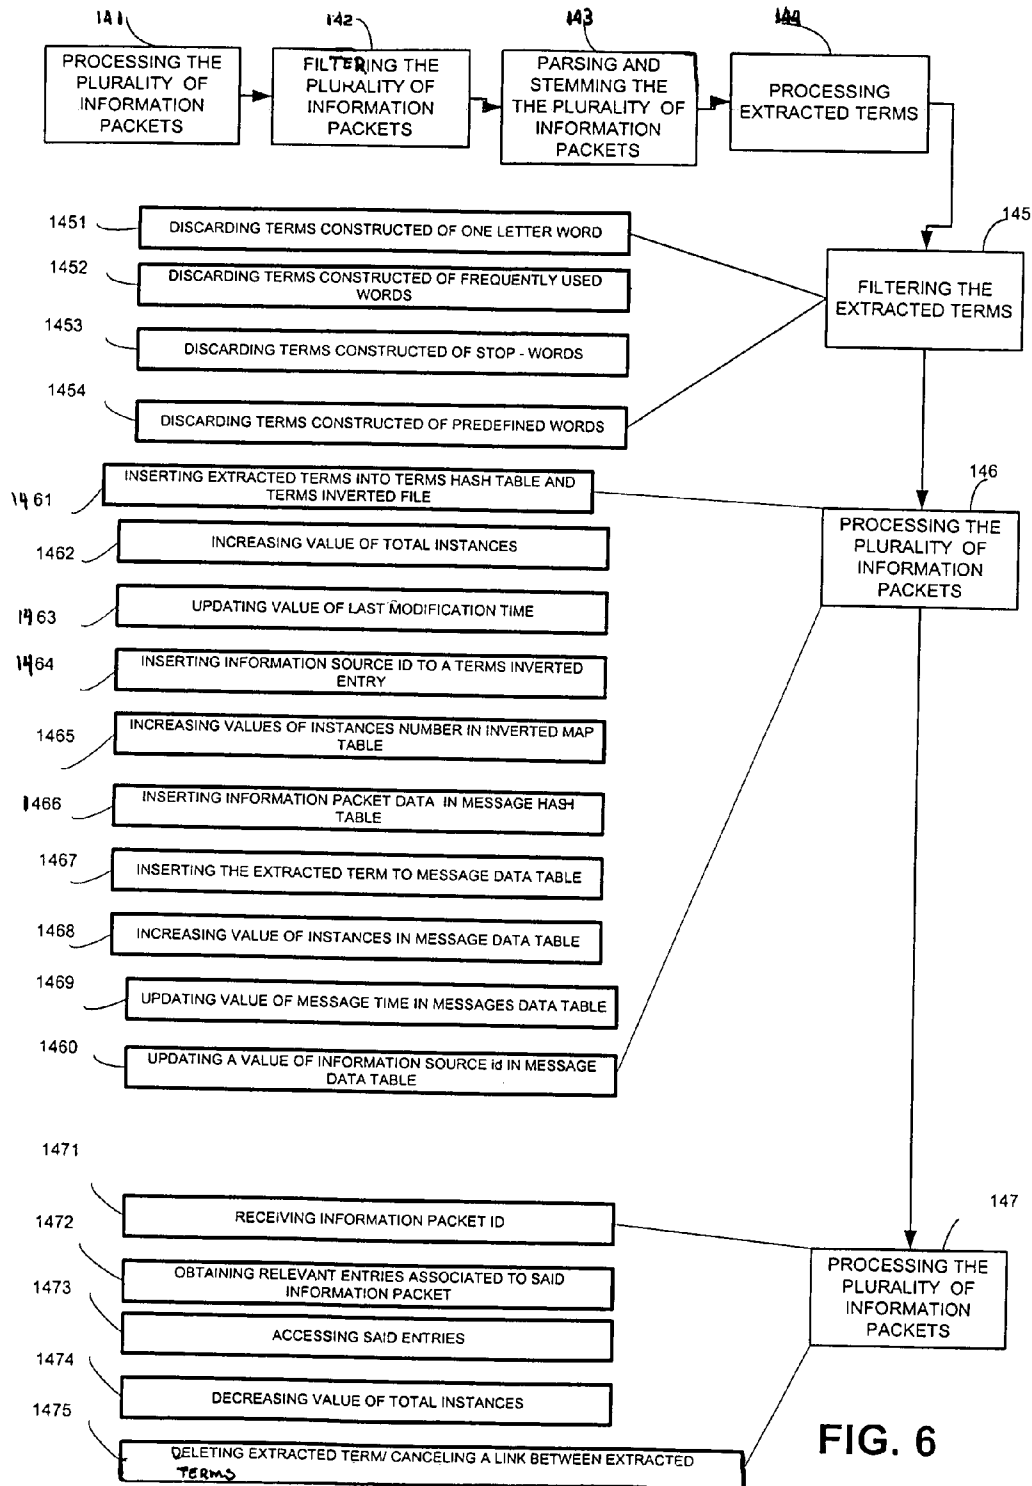 141
142
143
144
PROCESSING THE
PLURALITY OF
INFORMATION
PACKETS
FILTERING THE
PLURALITY OF
INFORMATION
PACKETS
PARSING AND
STEMMING THE
THE PLURALITY OF
INFORMATION
PACKETS
PROCESSING
EXTRACTED TERMS
145
FILTERING THE
EXTRACTED TERMS
1451
DISCARDING TERMS CONSTRUCTED OF ONE LETTER WORD
1452
DISCARDING TERMS CONSTRUCTED OF FREQUENTLY USED
WORDS
1453
DISCARDING TERMS CONSTRUCTED OF STOP - WORDS
1454
DISCARDING TERMS CONSTRUCTED OF PREDEFINED WORDS
146
PROCESSING THE
PLURALITY OF
INFORMATION
PACKETS
1461
INSERTING EXTRACTED TERMS INTO TERMS HASH TABLE AND
TERMS INVERTED FILE
1462
INCREASING VALUE OF TOTAL INSTANCES
1463
UPDATING VALUE OF LAST MODIFICATION TIME
1464
INSERTING INFORMATION SOURCE ID TO A TERMS INVERTED
ENTRY
1465
INCREASING VALUES OF INSTANCES NUMBER IN INVERTED MAP
TABLE
1466
INSERTING INFORMATION PACKET DATA IN MESSAGE HASH
TABLE
1467
INSERTING THE EXTRACTED TERM TO MESSAGE DATA TABLE
1468
INCREASING VALUE OF INSTANCES IN MESSAGE DATA TABLE
1469
UPDATING VALUE OF MESSAGE TIME IN MESSAGES DATA TABLE
1460
UPDATING A VALUE OF INFORMATION SOURCE id IN MESSAGE
DATA TABLE
147
PROCESSING THE
PLURALITY OF
INFORMATION
PACKETS
1471
RECEIVING INFORMATION PACKET ID
1472
OBTAINING RELEVANT ENTRIES ASSOCIATED TO SAID
INFORMATION PACKET
1473
ACCESSING SAID ENTRIES
1474
DECREASING VALUE OF TOTAL INSTANCES
1475
DELETING EXTRACTED TERM/ CANCELING A LINK BETWEEN EXTRACTED
TERMS
FIG. 6